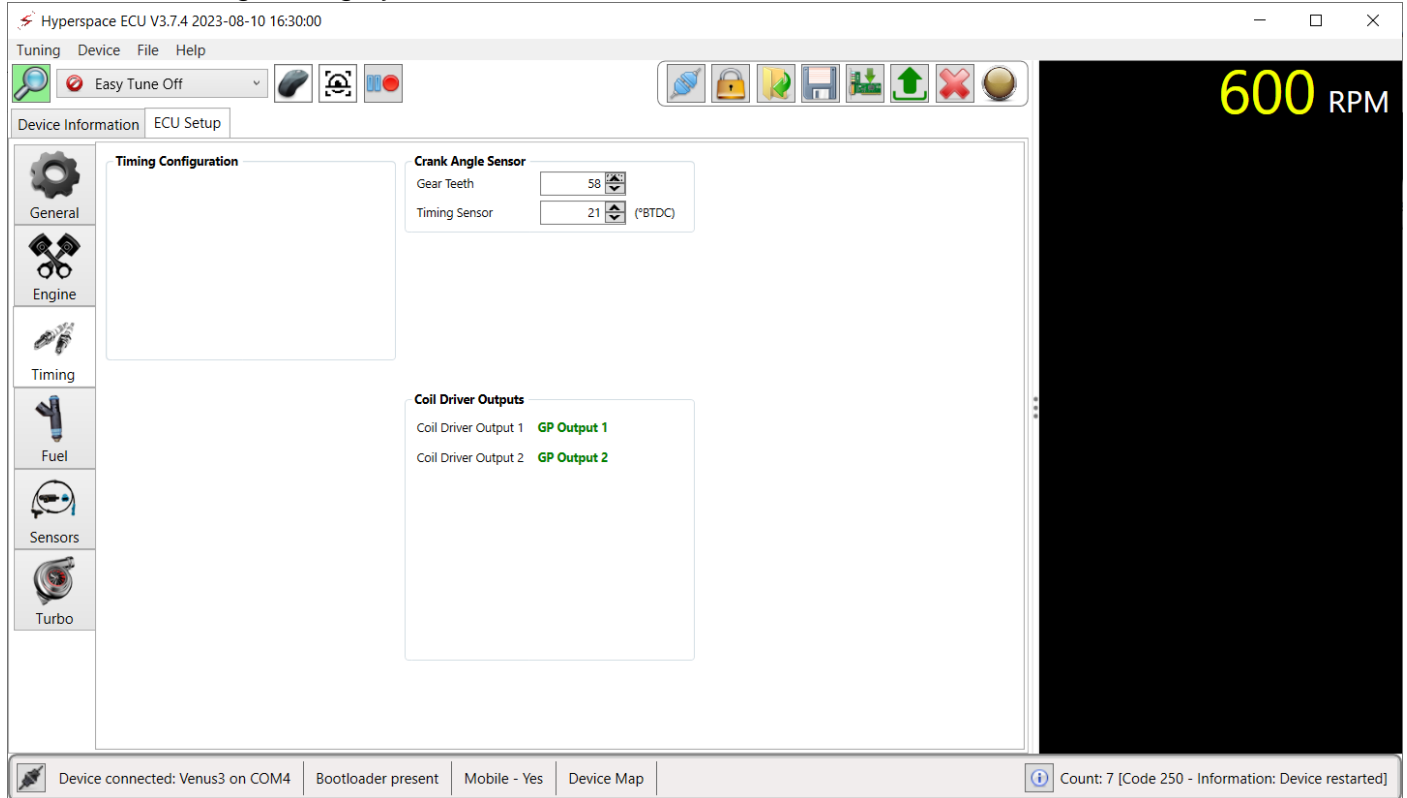 Hyperspace ECU V3.7.4 2023-08-10 16:30:00
Tuning Device File Help
Easy Tune Off
600 RPM
Device Information ECU Setup
General
Engine
Timing
Fuel
Sensors
Turbo
Timing Configuration
Crank Angle Sensor
Gear Teeth 58
Timing Sensor 21 (°BTDC)
Coil Driver Outputs
Coil Driver Output 1 GP Output 1
Coil Driver Output 2 GP Output 2
Device connected: Venus3 on COM4 Bootloader present Mobile - Yes Device Map Count: 7 [Code 250 - Information: Device restarted]